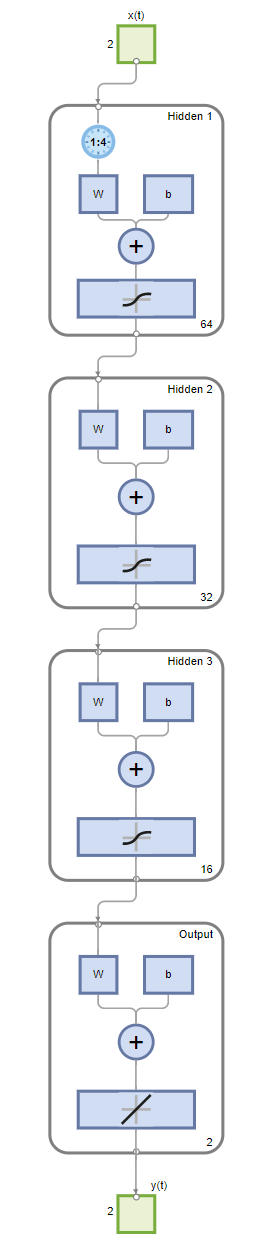 x(t)
2
Hidden 1
1:4
W b
+
64
Hidden 2
W b
+
32
Hidden 3
W b
+
16
Output
W b
+
2
y(t)
2